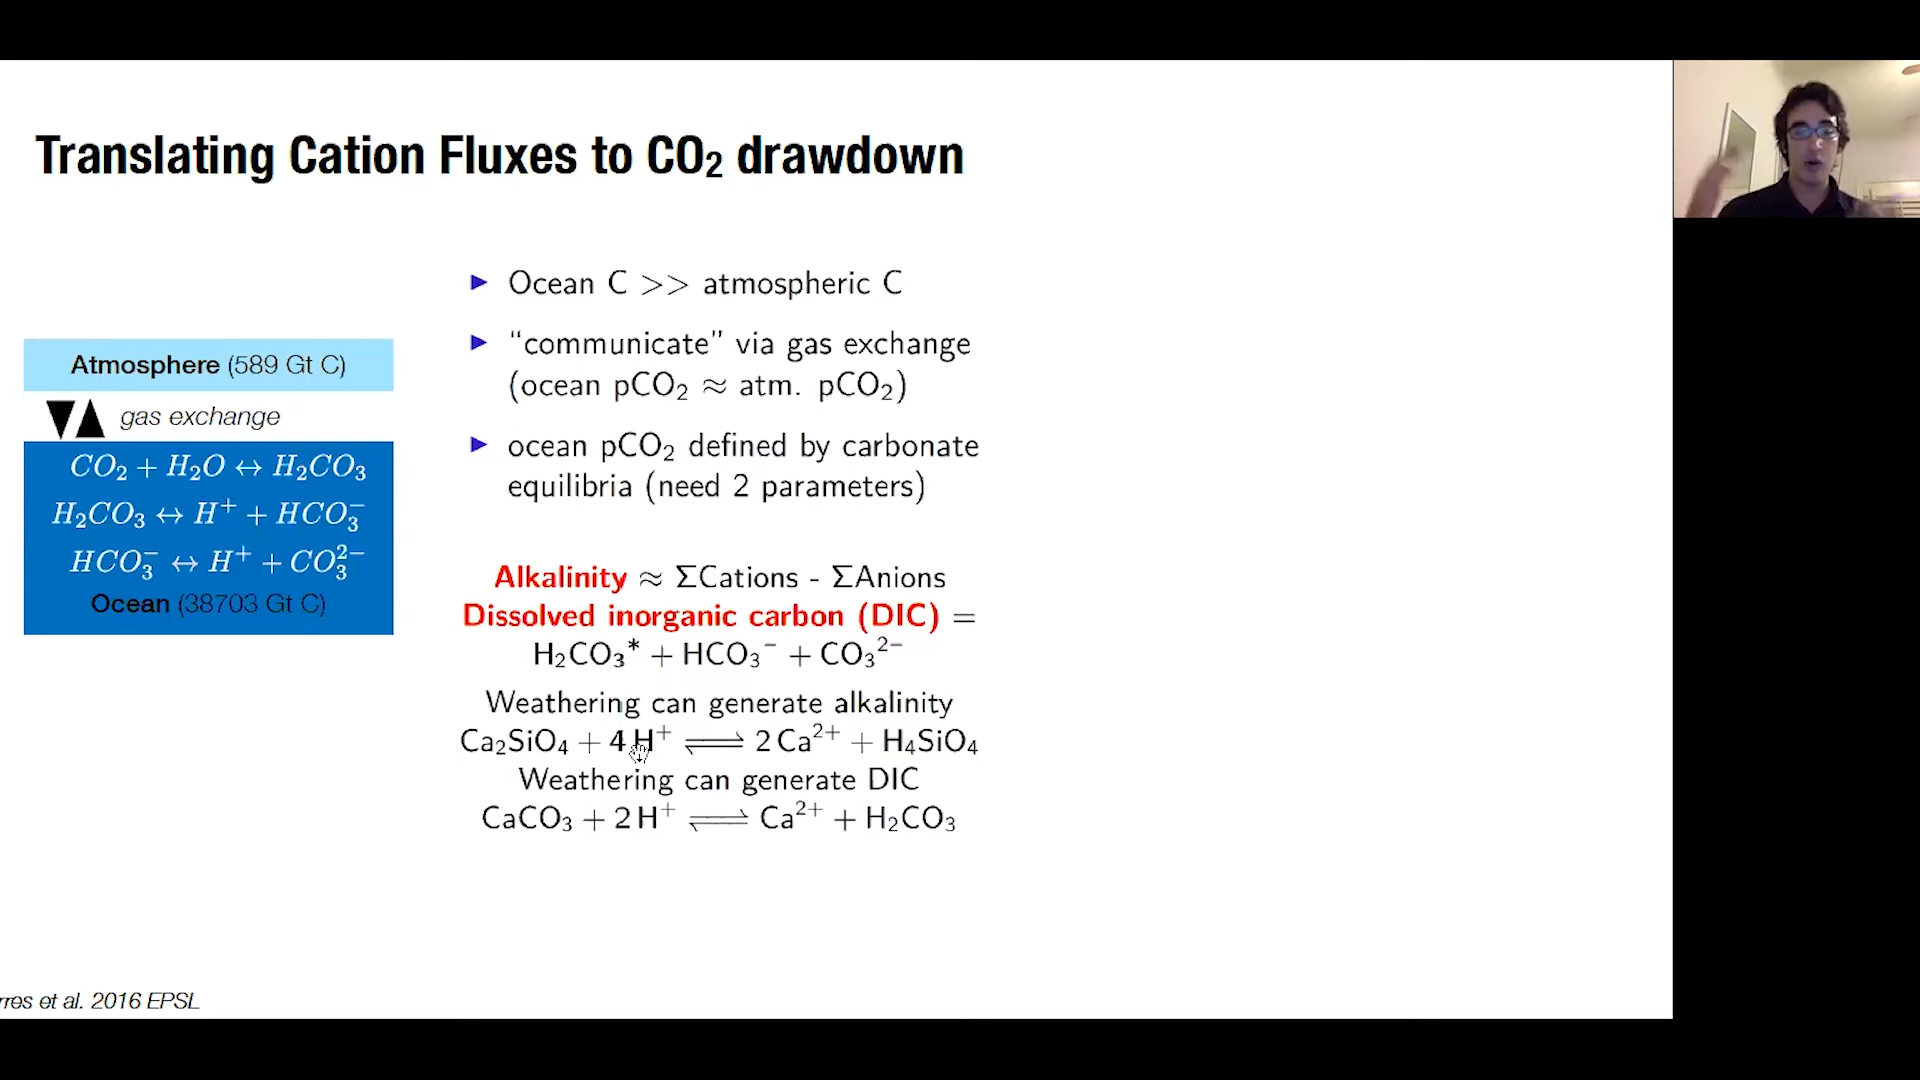 Translating Cation Fluxes to CO₂ drawdown
Atmosphere (589 Gt C)
gas exchange
CO₂ + H₂O ↔ H₂CO₃
H₂CO₃ ↔ H⁺ + HCO₃⁻
HCO₃⁻ ↔ H⁺ + CO₃²⁻
Ocean (38703 Gt C)
▶ Ocean C >> atmospheric C
▶ “communicate” via gas exchange
(ocean pCO₂ ≈ atm. pCO₂)
▶ ocean pCO₂ defined by carbonate
equilibria (need 2 parameters)
Alkalinity ≈ ΣCations - ΣAnions
Dissolved inorganic carbon (DIC) =
H₂CO₃* + HCO₃⁻ + CO₃²⁻
Weathering can generate alkalinity
Ca₂SiO₄ + 4 H⁺ ⇌ 2 Ca²⁺ + H₄SiO₄
Weathering can generate DIC
CaCO₃ + 2 H⁺ ⇌ Ca²⁺ + H₂CO₃
et al. 2016 EPSL